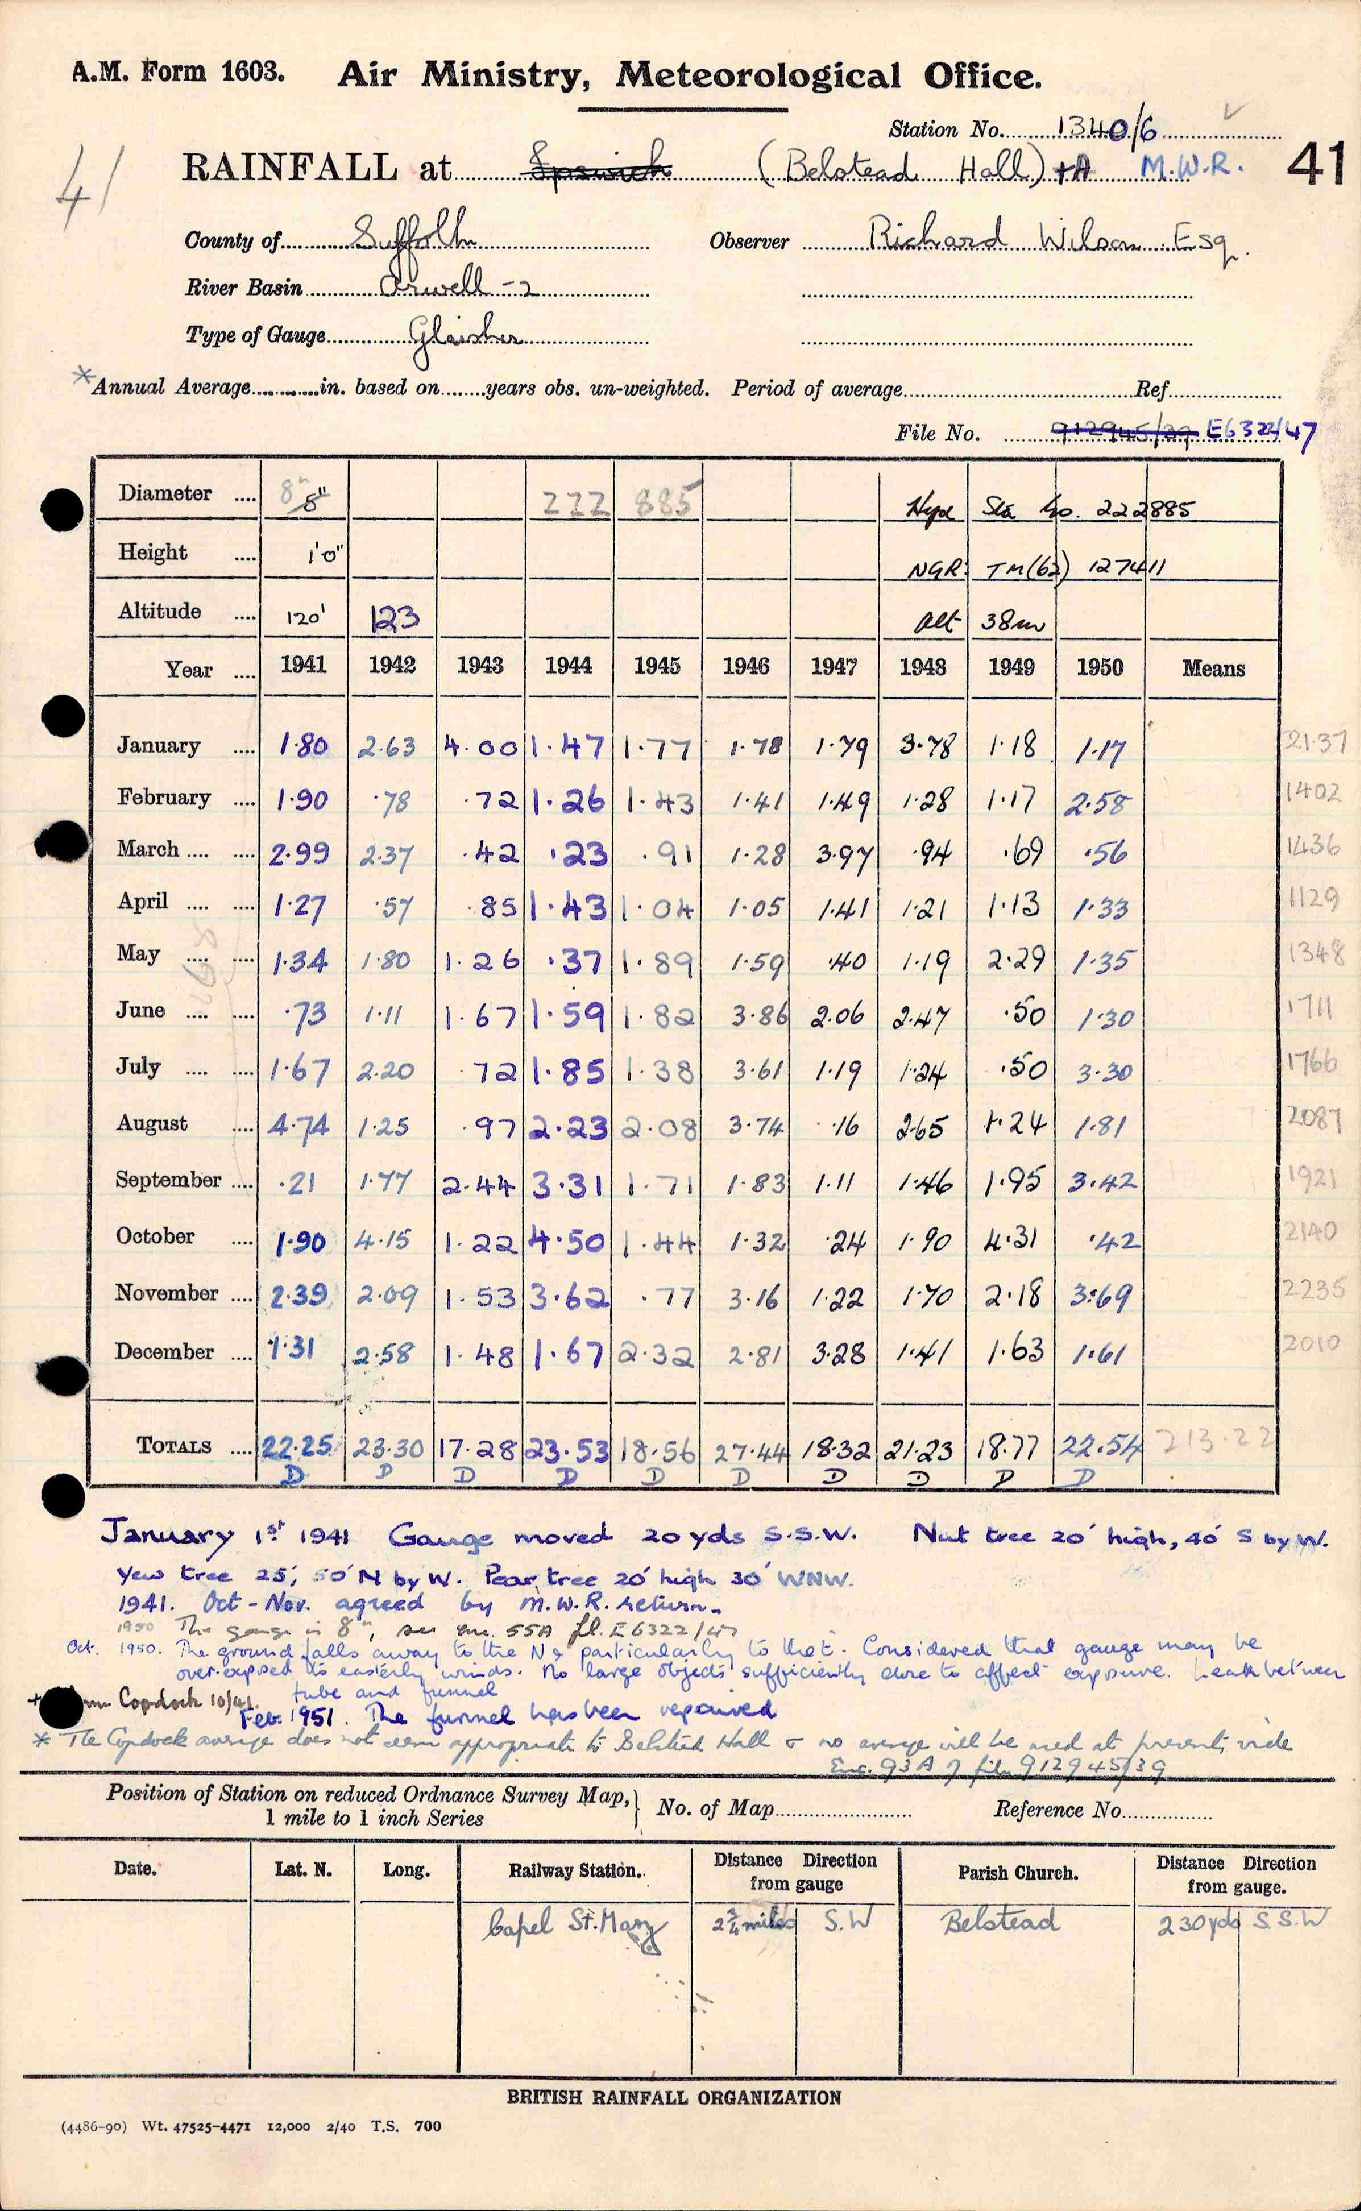 A.M. Form 1603. Air Ministry, Meteorological Office.
Station No. 1340/6
41
RAINFALL at Ipswich (Belstead Hall) +A M.W.R. 41
County of Suffolk Observer Richard Wilson Esq.
River Basin Orwell -2
Type of Gauge Glaisher
* Annual Average in. based on years obs. un-weighted. Period of average Ref
File No. 912945/39 E6322/47
Diameter 8" 5" 222 885 Hyd Sta No. 222885
Height 1'0" NGR: TM(62) 127411
Altitude 120' 123 Alt 38m
Year 1941 1942 1943 1944 1945 1946 1947 1948 1949 1950 Means
January 1.80 2.63 4.00 1.47 1.77 1.78 1.79 3.78 1.18 1.17 21.37
February 1.90 .78 .72 1.26 1.43 1.41 1.49 1.28 1.17 2.58 1402
March 2.99 2.37 .42 .23 .91 1.28 3.97 .94 .69 .56 1436
April 1.27 .57 .85 1.43 1.04 1.05 1.41 1.21 1.13 1.33 1129
May 1.34 1.80 1.26 .37 1.89 1.59 .40 1.19 2.29 1.35 1348
June .73 1.11 1.67 1.59 1.82 3.86 2.06 2.47 .50 1.30 1711
July 1.67 2.20 .72 1.85 1.38 3.61 1.19 1.24 .50 3.30 1766
August 4.74 1.25 .97 2.23 2.08 3.74 .16 2.65 1.24 1.81 2087
September .21 1.77 2.44 3.31 1.71 1.83 1.11 1.46 1.95 3.42 1921
October 1.90 4.15 1.22 4.50 1.44 1.32 .24 1.90 4.31 .42 2140
November 2.39 2.09 1.53 3.62 .77 3.16 1.22 1.70 2.18 3.69 2235
December 1.31 2.58 1.48 1.67 2.32 2.81 3.28 1.41 1.63 1.61 2010
TOTALS 22.25 23.30 17.28 23.53 18.56 27.44 18.32 21.23 18.77 22.54 213.22
D D D D D D D D D D
January 1st 1941 Gauge moved 20 yds S.S.W. Nut tree 20' high, 40' S by W.
Yew tree 25', 50' N by W. Pear tree 20' high 30' WNW.
1941. Oct - Nov. agreed by M.W.R. return.
1950 The gauge is 8", see enc. 55A fl. E6322/47
Oct. 1950. The ground falls away to the N & particularly to the E. Considered that gauge may be
over-exposed to easterly winds. No large objects sufficiently close to affect exposure. Leak between
tube and funnel
+ from Copdock 10/41.
Feb. 1951. The funnel has been repaired
* The Copdock average does not seem appropriate to Belstead Hall & no average will be used at present, vide
Enc. 93A of file 912945/39
Position of Station on reduced Ordnance Survey Map, 1 mile to 1 inch Series No. of Map Reference No.
Date. Lat. N. Long. Railway Station. Distance Direction from gauge Parish Church. Distance Direction from gauge.
Capel St. Mary 2 3/4 miles S.W Belstead 230 yds S.S.W
BRITISH RAINFALL ORGANIZATION
(4486-90) Wt. 47525-4471 12,000 2/40 T.S. 700